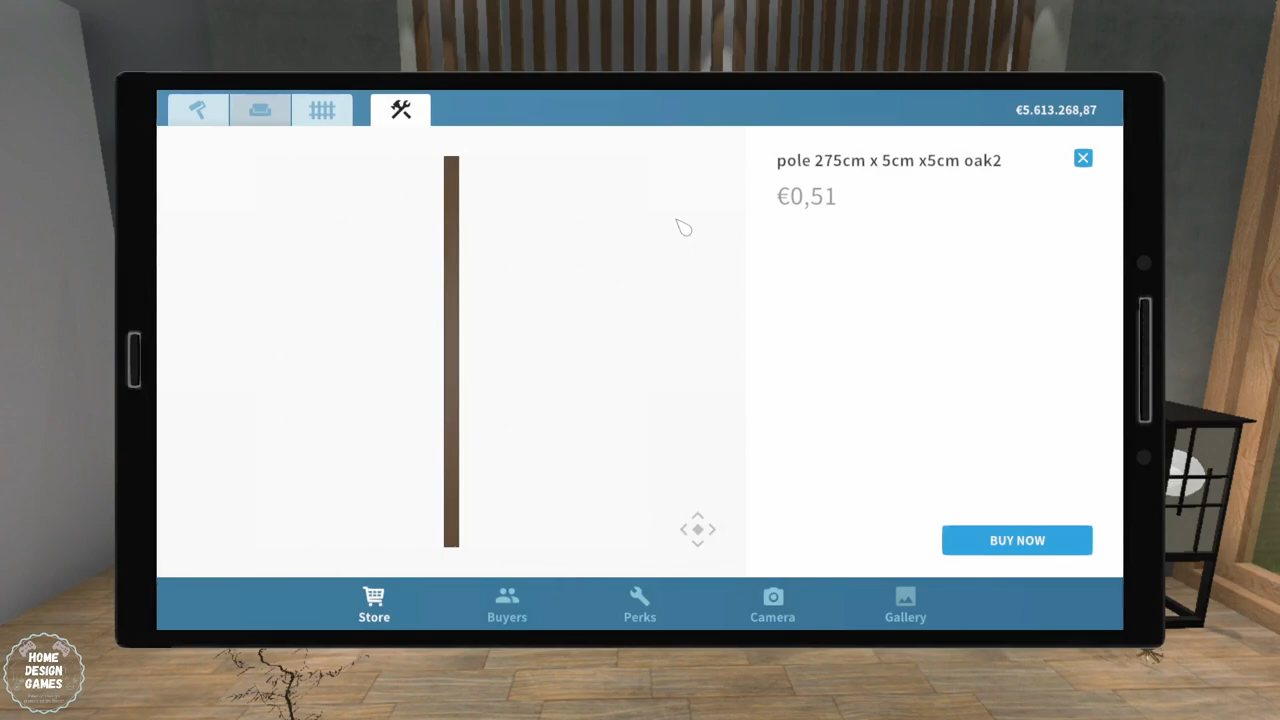 €5.613.268,87
pole 275cm x 5cm x5cm oak2
€0,51
BUY NOW
Store
Buyers
Perks
Camera
Gallery
HOME
DESIGN
GAMES